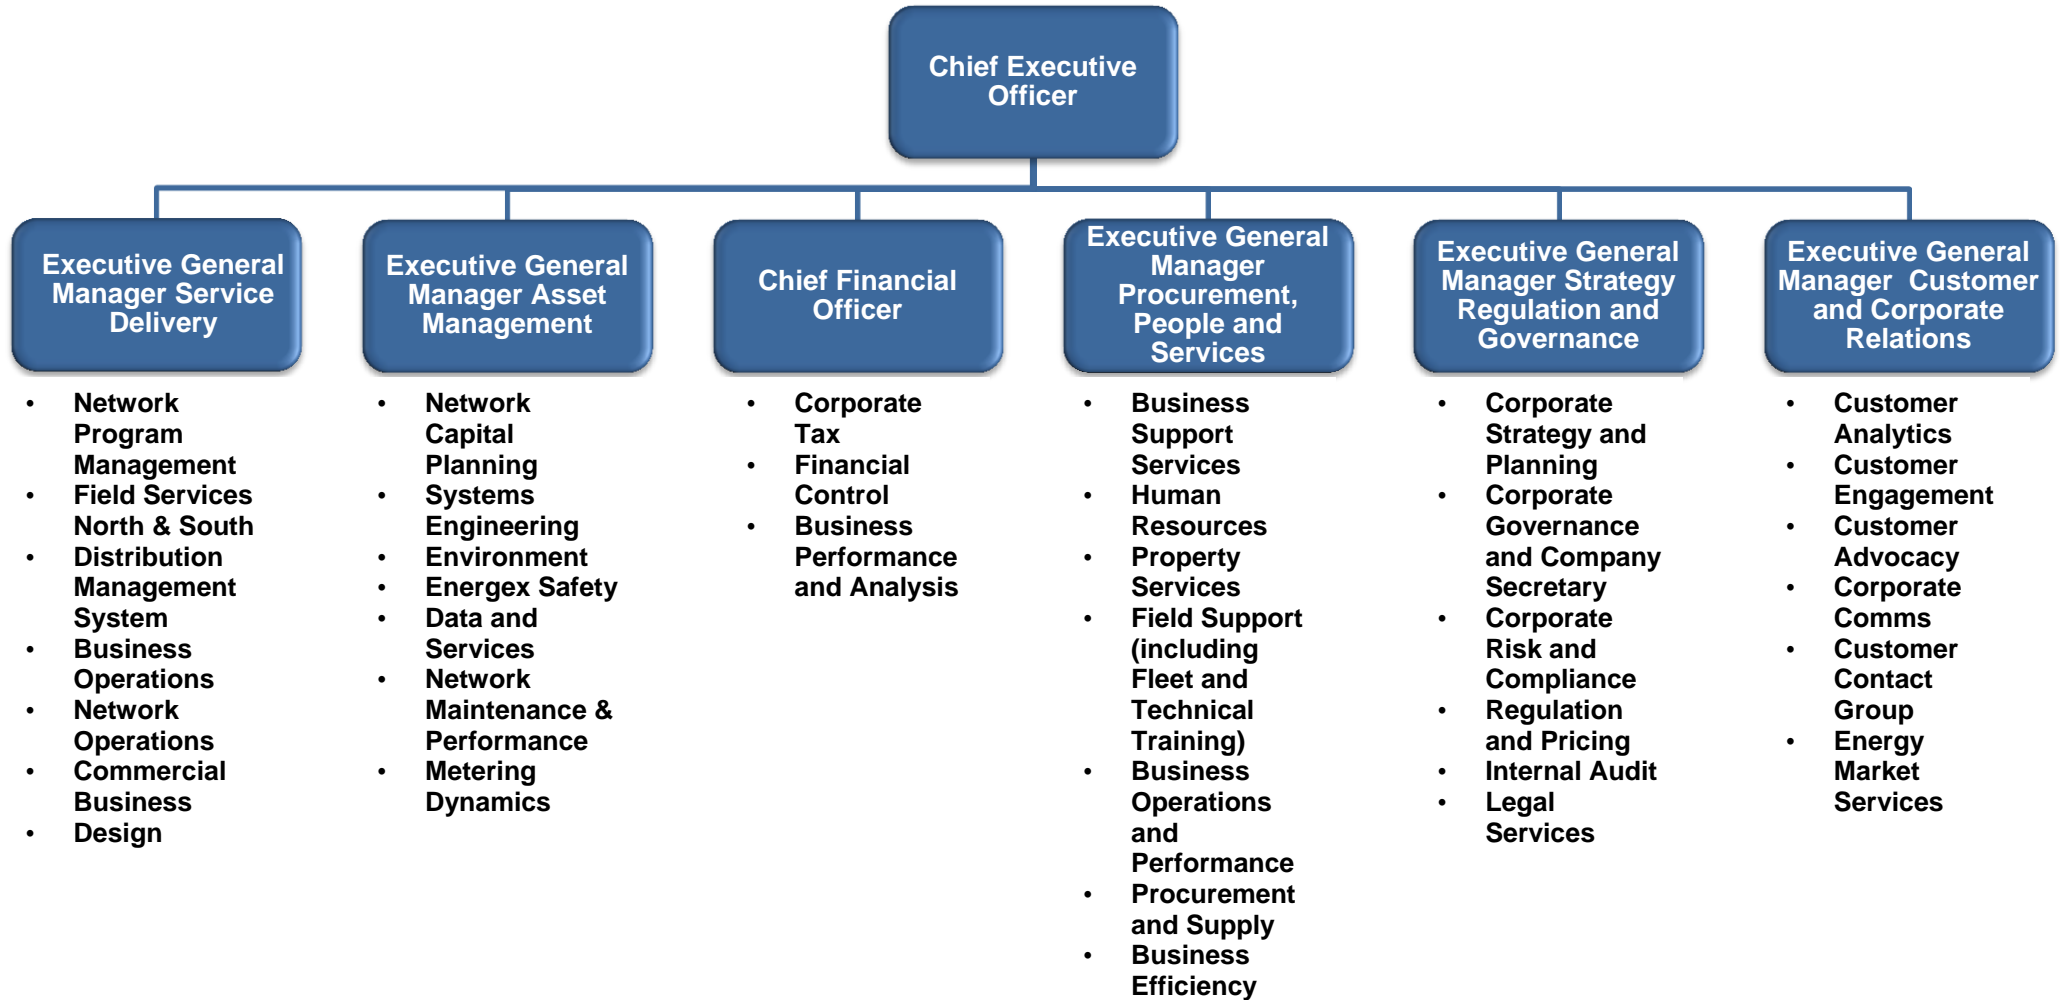 Chief Executive
Officer
Executive General
Manager Service
Delivery
• Network
Program
Management
• Field Services
North & South
• Distribution
Management
System
• Business
Operations
• Network
Operations
• Commercial
Business
• Design
Executive General
Manager Asset
Management
• Network
Capital
Planning
• Systems
Engineering
• Environment
• Energex Safety
• Data and
Services
• Network
Maintenance &
Performance
• Metering
Dynamics
Chief Financial
Officer
• Corporate
Tax
• Financial
Control
• Business
Performance
and Analysis
Executive General
Manager
Procurement,
People and
Services
• Business
Support
Services
• Human
Resources
• Property
Services
• Field Support
(including
Fleet and
Technical
Training)
• Business
Operations
and
Performance
• Procurement
and Supply
• Business
Efficiency
Executive General
Manager Strategy
Regulation and
Governance
• Corporate
Strategy and
Planning
• Corporate
Governance
and Company
Secretary
• Corporate
Risk and
Compliance
• Regulation
and Pricing
• Internal Audit
• Legal
Services
Executive General
Manager Customer
and Corporate
Relations
• Customer
Analytics
• Customer
Engagement
• Customer
Advocacy
• Corporate
Comms
• Customer
Contact
Group
• Energy
Market
Services